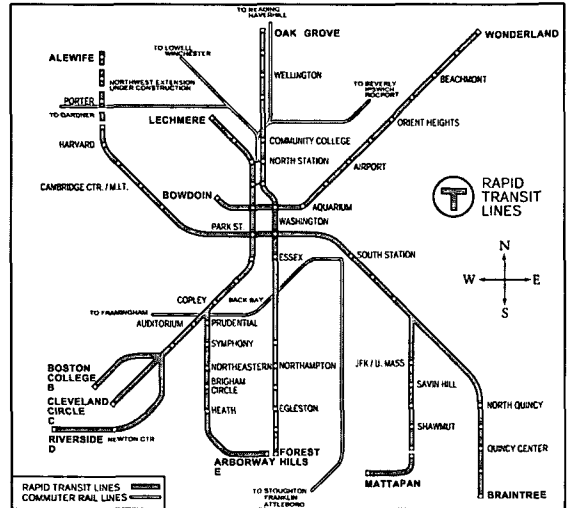 TO READING
HAVERHILL
OAK GROVE
WONDERLAND
ALEWIFE
TO LOWELL
WINCHESTER
NORTHWEST EXTENSION
UNDER CONSTRUCTION
WELLINGTON
TO BEVERLY
IPSWICH
ROCPORT
BEACHMONT
PORTER
TO GARDNER
LECHMERE
ORIENT HEIGHTS
HARVARD
COMMUNITY COLLEGE
NORTH STATION
AIRPORT
CAMBRIDGE CTR. / M.I.T.
BOWDOIN
AQUARIUM
T
RAPID
TRANSIT
LINES
PARK ST.
WASHINGTON
ESSEX
SOUTH STATION
N
W
E
S
COPLEY
BACK BAY
TO FRAMINGHAM
AUDITORIUM
PRUDENTIAL
SYMPHONY
NORTHEASTERN
NORTHAMPTON
JFK / U. MASS
BOSTON
COLLEGE
B
BRIGHAM
CIRCLE
SAVIN HILL
CLEVELAND
CIRCLE
C
HEATH
EGLESTON
NORTH QUINCY
RIVERSIDE
D
NEWTON CTR
SHAWMUT
QUINCY CENTER
ARBORWAY
E
FOREST
HILLS
MATTAPAN
BRAINTREE
TO STOUGHTON
FRANKLIN
ATTLEBORO
RAPID TRANSIT LINES
COMMUTER RAIL LINES